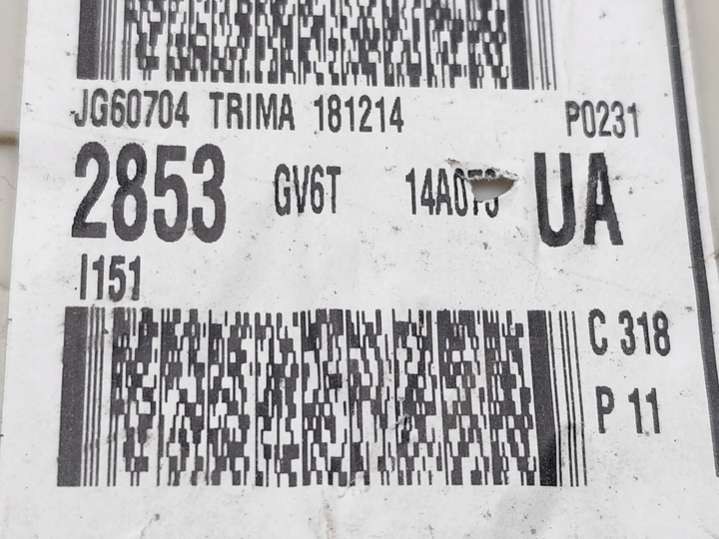 JG60704 TRIMA 181214 P0231
2853 GV6T UA
I151
C 318
P 11